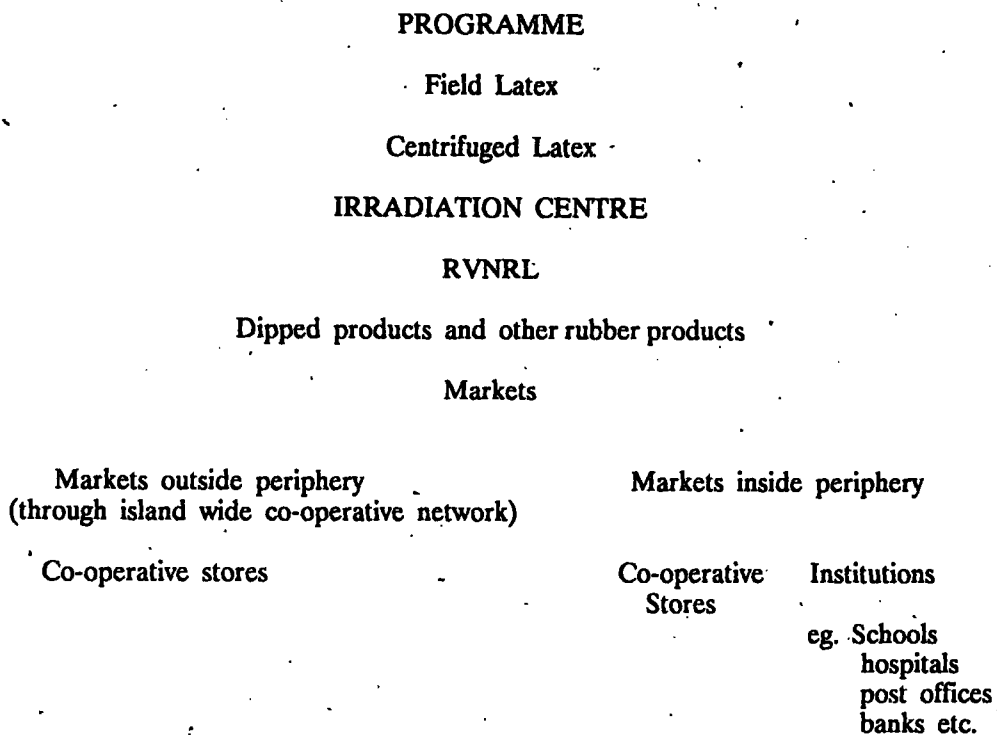 PROGRAMME
Field Latex
Centrifuged Latex
IRRADIATION CENTRE
RVNRL
Dipped products and other rubber products
Markets
Markets outside periphery
(through island wide co-operative network)
Markets inside periphery
Co-operative stores
Co-operative Stores
Institutions
eg. Schools
hospitals
post offices
banks etc.